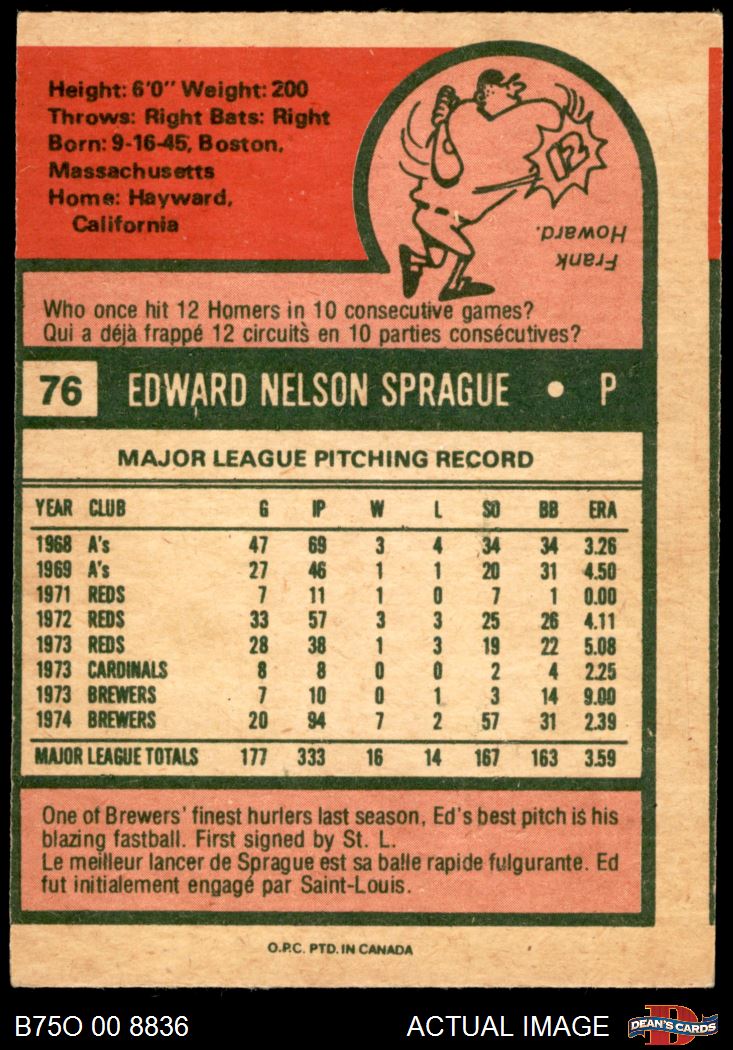 Height: 6'0" Weight: 200
Throws: Right Bats: Right
Born: 9-16-45, Boston,
Massachusetts
Home: Hayward,
California
12
Frank
Howard.
Who once hit 12 Homers in 10 consecutive games?
Qui a déjà frappé 12 circuits en 10 parties consécutives?
76 EDWARD NELSON SPRAGUE • P
MAJOR LEAGUE PITCHING RECORD
YEAR CLUB G IP W L SO BB ERA
1968 A's 47 69 3 4 34 34 3.26
1969 A's 27 46 1 1 20 31 4.50
1971 REDS 7 11 1 0 7 1 0.00
1972 REDS 33 57 3 3 25 26 4.11
1973 REDS 28 38 1 3 19 22 5.08
1973 CARDINALS 8 8 0 0 2 4 2.25
1973 BREWERS 7 10 0 1 3 14 9.00
1974 BREWERS 20 94 7 2 57 31 2.39
MAJOR LEAGUE TOTALS 177 333 16 14 167 163 3.59
One of Brewers' finest hurlers last season, Ed's best pitch is his
blazing fastball. First signed by St. L.
Le meilleur lancer de Sprague est sa balle rapide fulgurante. Ed
fut initialement engagé par Saint-Louis.
O.P.C. PTD. IN CANADA
B75O 00 8836 ACTUAL IMAGE DEAN'S CARDS